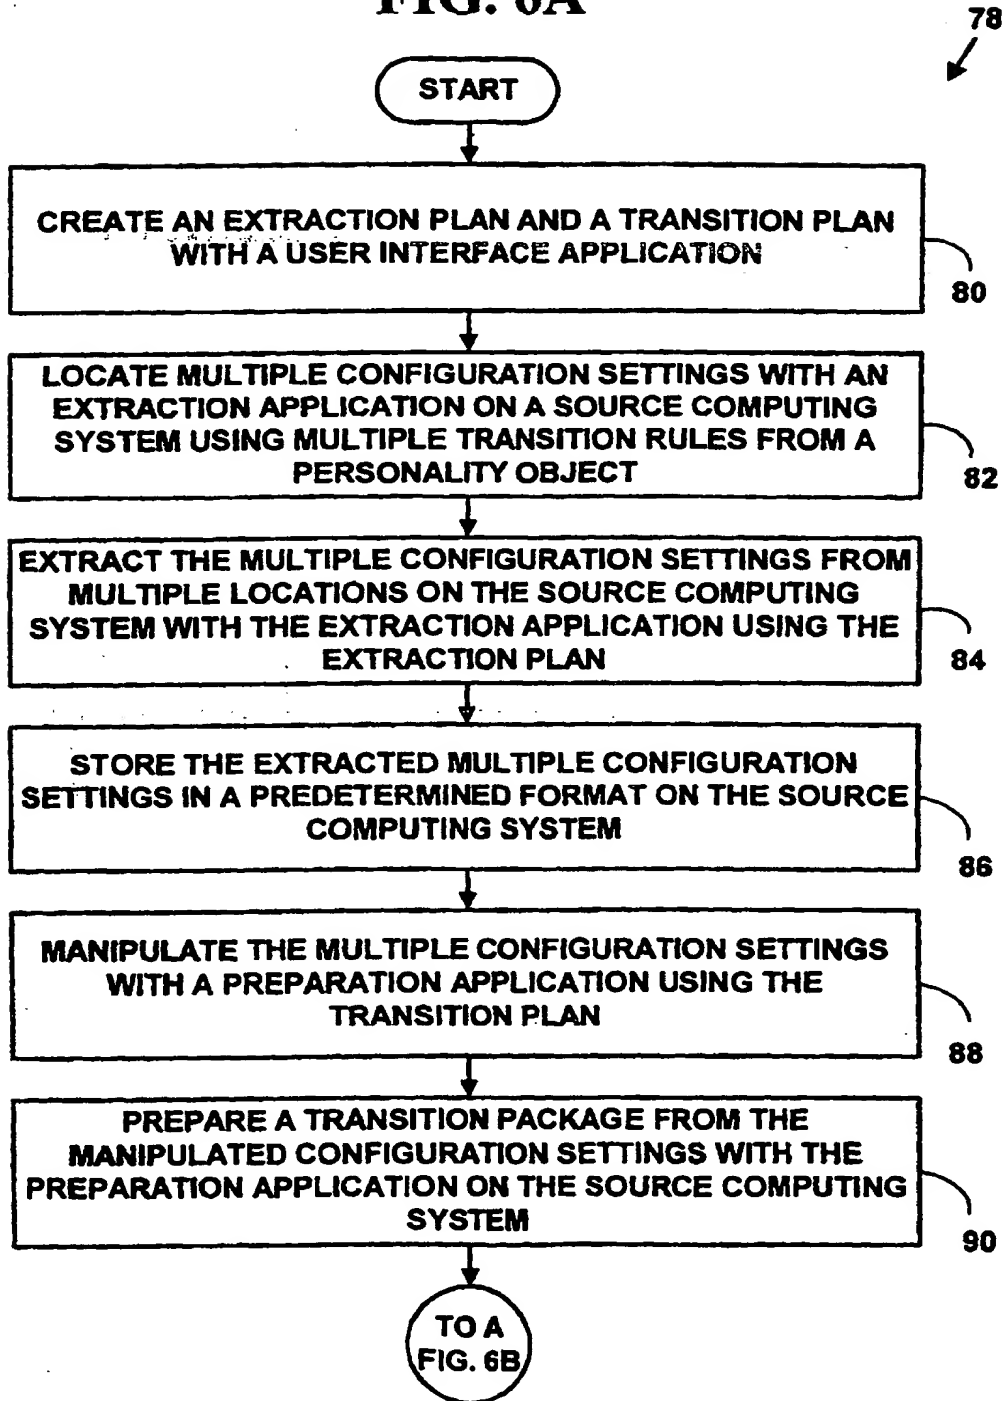 FIG. 6A
78
START
CREATE AN EXTRACTION PLAN AND A TRANSITION PLAN
WITH A USER INTERFACE APPLICATION
80
LOCATE MULTIPLE CONFIGURATION SETTINGS WITH AN
EXTRACTION APPLICATION ON A SOURCE COMPUTING
SYSTEM USING MULTIPLE TRANSITION RULES FROM A
PERSONALITY OBJECT
82
EXTRACT THE MULTIPLE CONFIGURATION SETTINGS FROM
MULTIPLE LOCATIONS ON THE SOURCE COMPUTING
SYSTEM WITH THE EXTRACTION APPLICATION USING THE
EXTRACTION PLAN
84
STORE THE EXTRACTED MULTIPLE CONFIGURATION
SETTINGS IN A PREDETERMINED FORMAT ON THE SOURCE
COMPUTING SYSTEM
86
MANIPULATE THE MULTIPLE CONFIGURATION SETTINGS
WITH A PREPARATION APPLICATION USING THE
TRANSITION PLAN
88
PREPARE A TRANSITION PACKAGE FROM THE
MANIPULATED CONFIGURATION SETTINGS WITH THE
PREPARATION APPLICATION ON THE SOURCE COMPUTING
SYSTEM
90
TO A
FIG. 6B